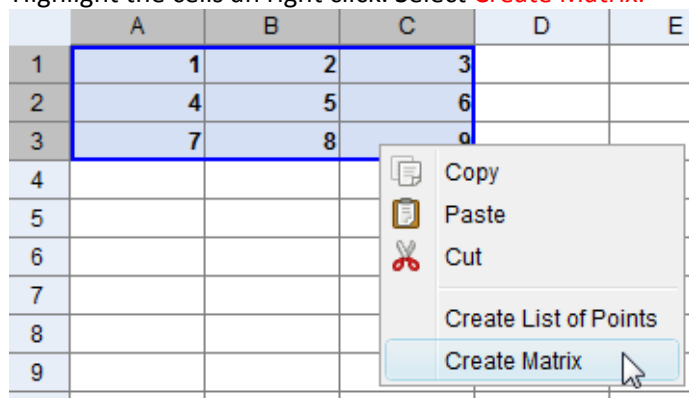 Highlight the cells an right click. Select Create Matrix.
A B C D E
1 1 2 3
2 4 5 6
3 7 8 9
4 Copy
5 Paste
6 Cut
7
8 Create List of Points
9 Create Matrix